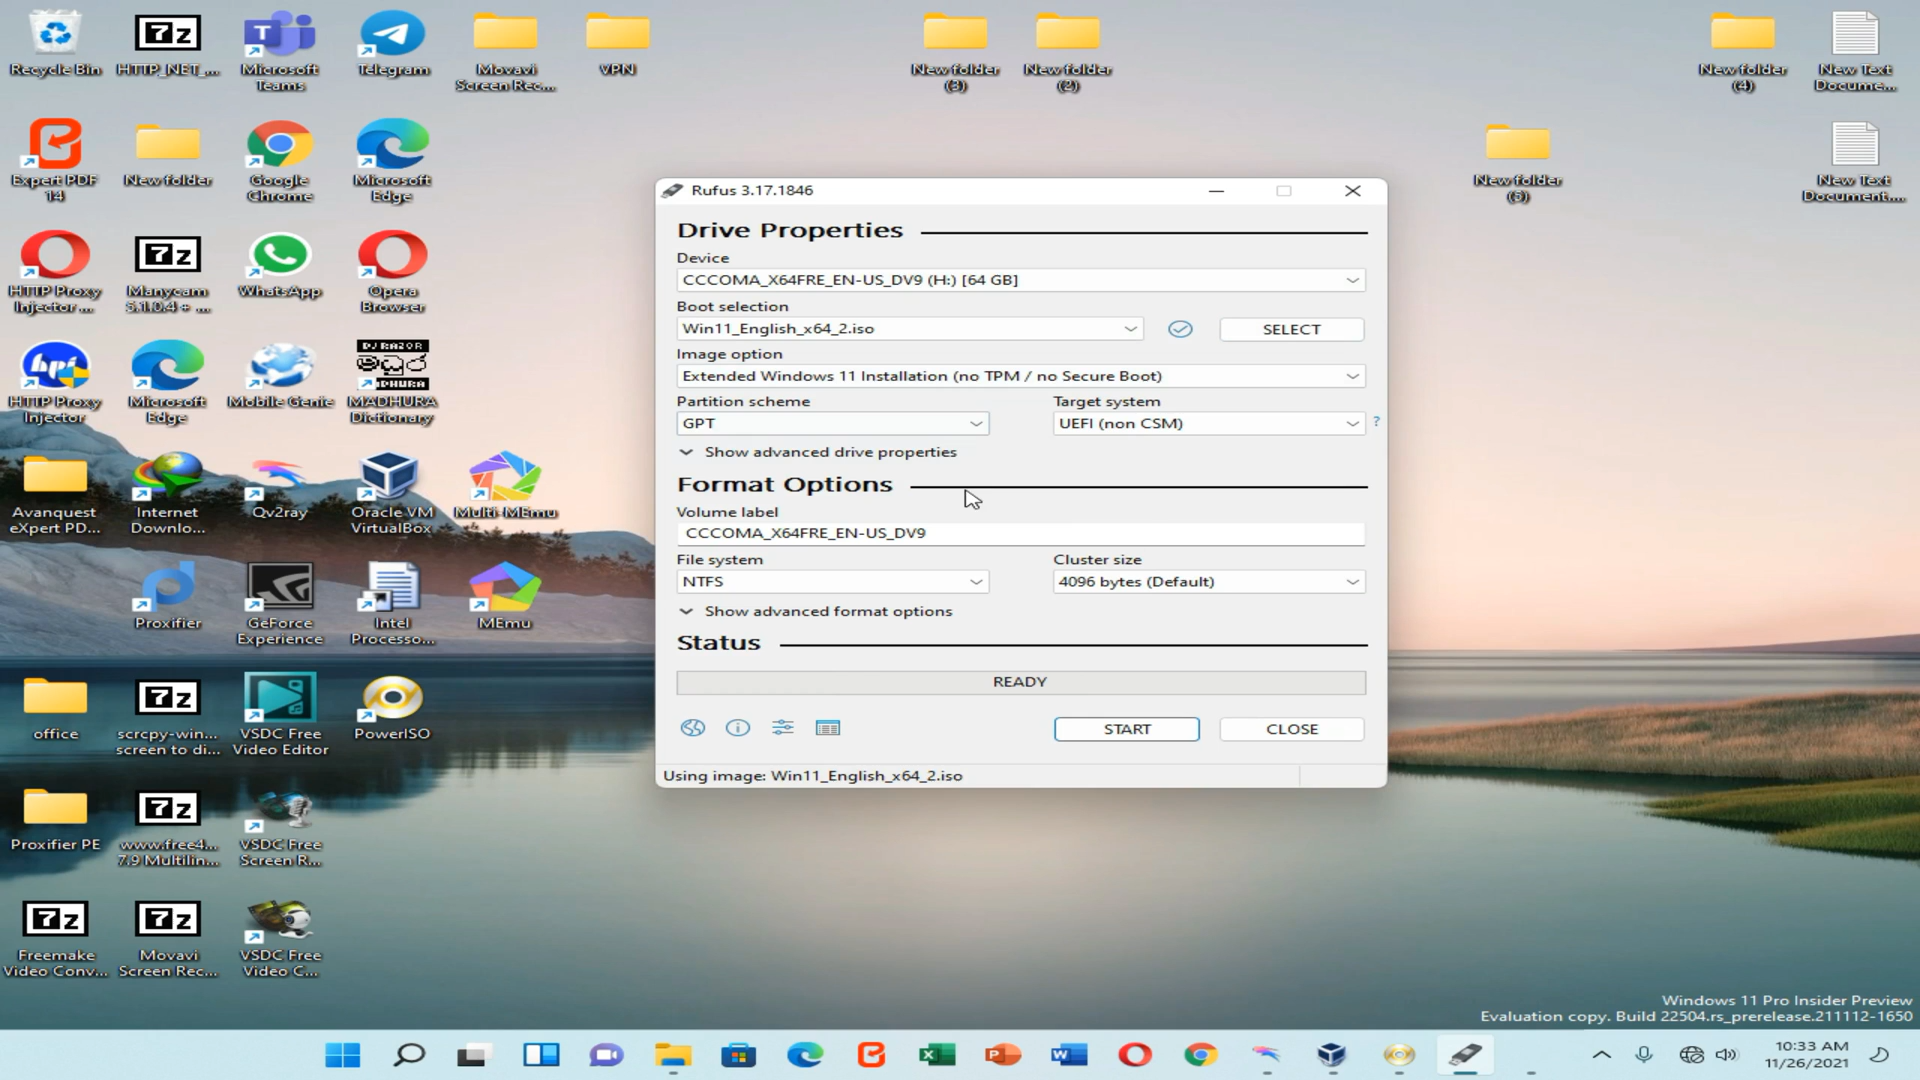 Recycle Bin
HTTP_NET_...
Microsoft
Teams
Telegram
Movavi
Screen Rec...
VPN
New folder
(3)
New folder
(2)
New folder
(4)
New Text
Docume...
Expert PDF
14
New folder
Google
Chrome
Microsoft
Edge
New folder
(5)
New Text
Document....
HTTP Proxy
Injector ...
Manycam
5.1.0.4 + ...
WhatsApp
Opera
Browser
HTTP Proxy
Injector
Microsoft
Edge
Mobile Genie
DJ RAZOR
MADHURA
MADHURA
Dictionary
Avanquest
eXpert PD...
Internet
Downlo...
Qv2ray
Oracle VM
VirtualBox
Multi-MEmu
Proxifier
GeForce
Experience
Intel
Processo...
MEmu
office
scrcpy-win...
screen to di...
VSDC Free
Video Editor
PowerISO
Proxifier PE
www.free4...
7.9 Multilin...
VSDC Free
Screen R...
Freemake
Video Conv...
Movavi
Screen Rec...
VSDC Free
Video C...
Rufus 3.17.1846
Drive Properties
Device
CCCOMA_X64FRE_EN-US_DV9 (H:) [64 GB]
Boot selection
Win11_English_x64_2.iso
SELECT
Image option
Extended Windows 11 Installation (no TPM / no Secure Boot)
Partition scheme
Target system
GPT
UEFI (non CSM)
?
Show advanced drive properties
Format Options
Volume label
CCCOMA_X64FRE_EN-US_DV9
File system
Cluster size
NTFS
4096 bytes (Default)
Show advanced format options
Status
READY
START
CLOSE
Using image: Win11_English_x64_2.iso
Windows 11 Pro Insider Preview
Evaluation copy. Build 22504.rs_prerelease.211112-1650
10:33 AM
11/26/2021